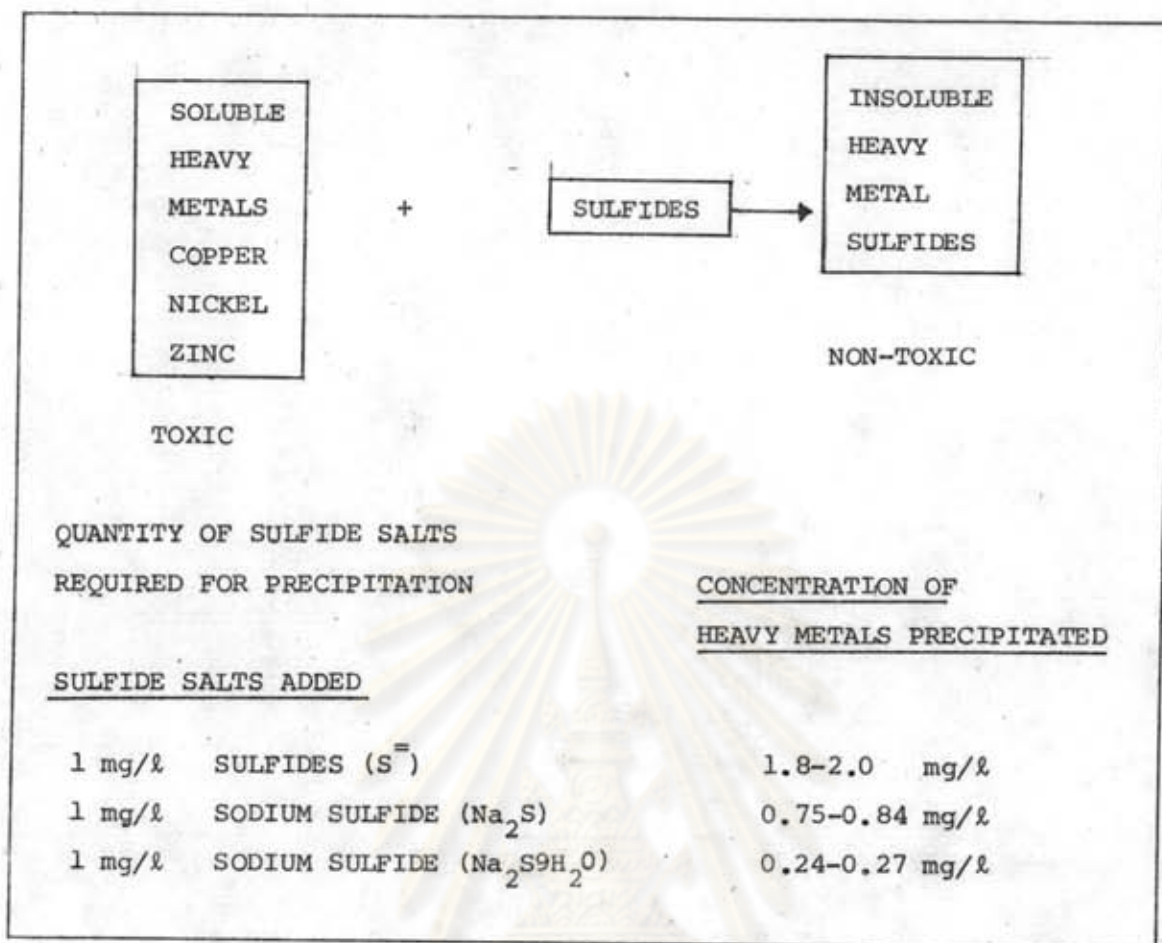 SOLUBLE
HEAVY
METALS
COPPER
NICKEL
ZINC
TOXIC
+
SULFIDES
INSOLUBLE
HEAVY
METAL
SULFIDES
NON-TOXIC
QUANTITY OF SULFIDE SALTS
REQUIRED FOR PRECIPITATION
CONCENTRATION OF
HEAVY METALS PRECIPITATED
SULFIDE SALTS ADDED
1 mg/ℓ SULFIDES (S⁼) 1.8-2.0 mg/ℓ
1 mg/ℓ SODIUM SULFIDE (Na₂S) 0.75-0.84 mg/ℓ
1 mg/ℓ SODIUM SULFIDE (Na₂S9H₂O) 0.24-0.27 mg/ℓ